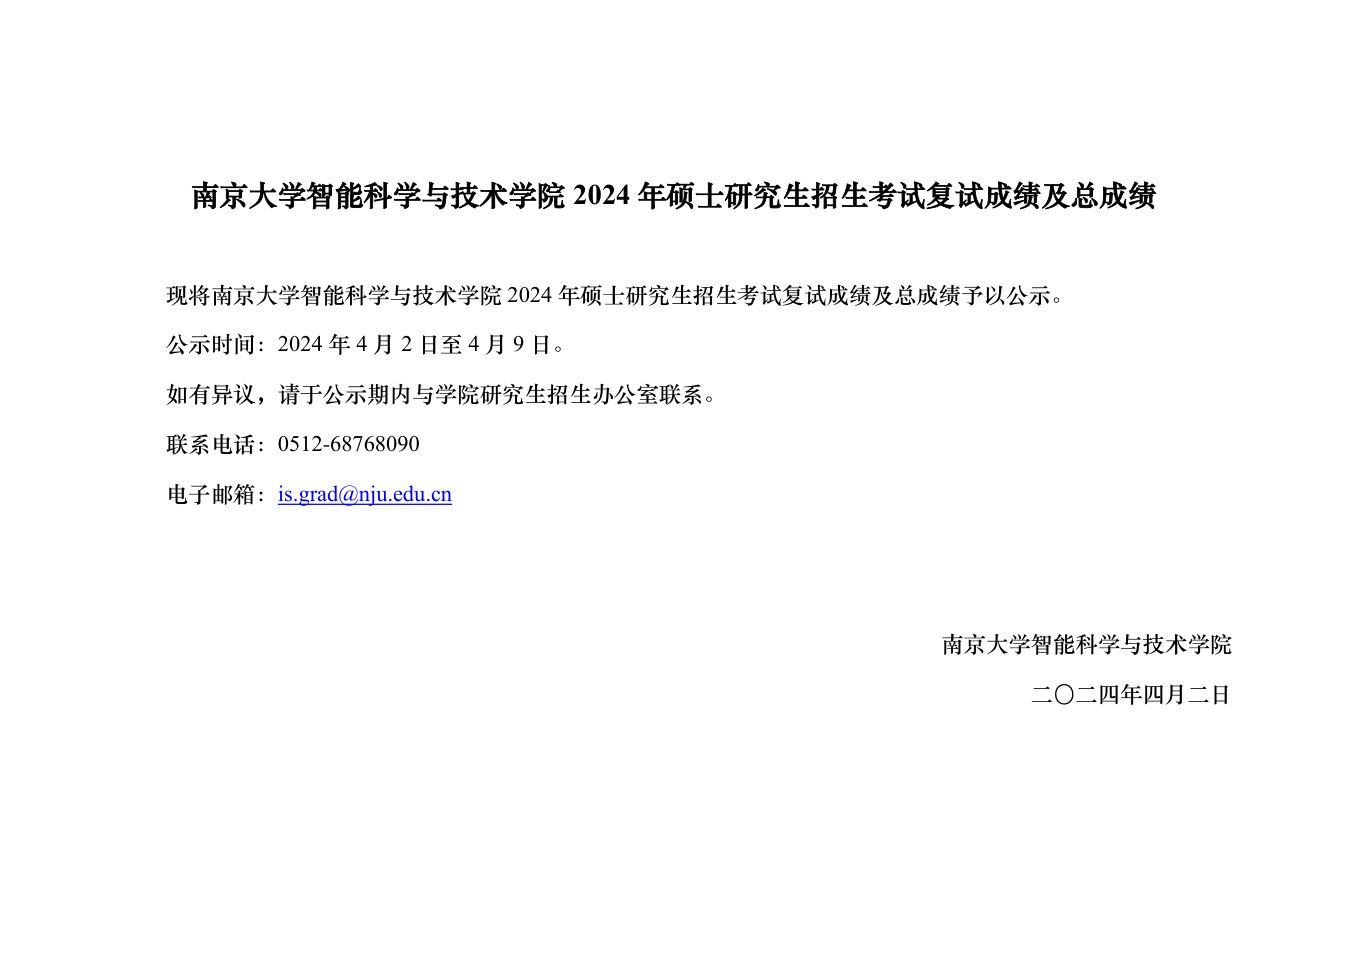 南京大学智能科学与技术学院 2024 年硕士研究生招生考试复试成绩及总成绩
现将南京大学智能科学与技术学院 2024 年硕士研究生招生考试复试成绩及总成绩予以公示。
公示时间：2024 年 4 月 2 日至 4 月 9 日。
如有异议，请于公示期内与学院研究生招生办公室联系。
联系电话：0512-68768090
电子邮箱：is.grad@nju.edu.cn
南京大学智能科学与技术学院
二〇二四年四月二日